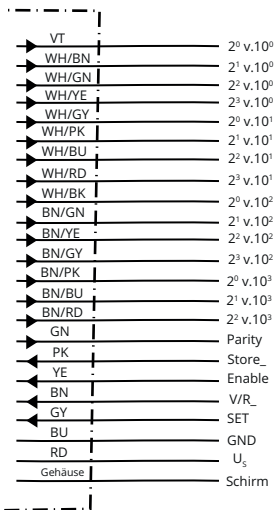 VT 2⁰ v.10⁰
WH/BN 2¹ v.10⁰
WH/GN 2² v.10⁰
WH/YE 2³ v.10⁰
WH/GY 2⁰ v.10¹
WH/PK 2¹ v.10¹
WH/BU 2² v.10¹
WH/RD 2³ v.10¹
WH/BK 2⁰ v.10²
BN/GN 2¹ v.10²
BN/YE 2² v.10²
BN/GY 2³ v.10²
BN/PK 2⁰ v.10³
BN/BU 2¹ v.10³
BN/RD 2² v.10³
GN Parity
PK Store_
YE Enable
BN V/R_
GY SET
BU GND
RD Uₛ
Gehäuse Schirm